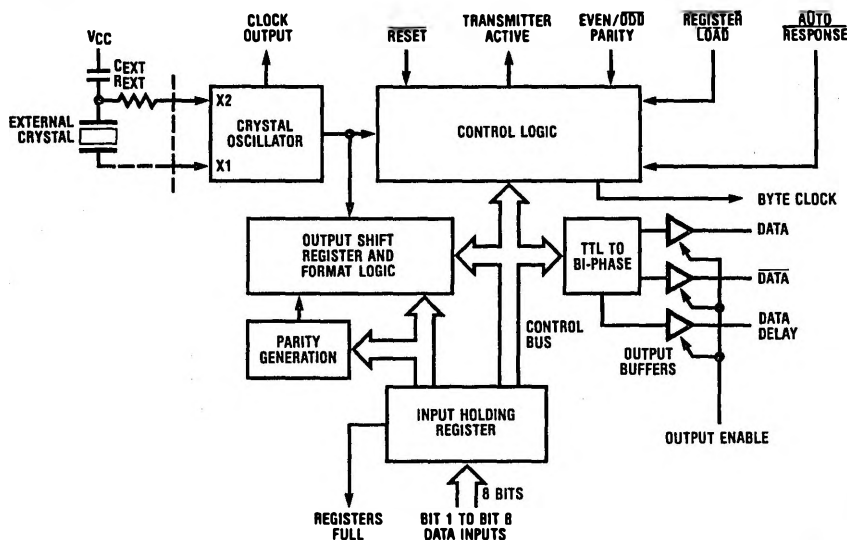 CLOCK
OUTPUT
TRANSMITTER
ACTIVE
EVEN/ODD
PARITY
REGISTER
LOAD
AUTO
RESPONSE
RESET
VCC
CEXT
REXT
EXTERNAL
CRYSTAL
X2
X1
CRYSTAL
OSCILLATOR
CONTROL LOGIC
BYTE CLOCK
OUTPUT SHIFT
REGISTER AND
FORMAT LOGIC
TTL TO
BI-PHASE
DATA
DATA
DATA
DELAY
PARITY
GENERATION
CONTROL
BUS
OUTPUT
BUFFERS
INPUT HOLDING
REGISTER
OUTPUT ENABLE
8 BITS
REGISTERS
FULL
BIT 1 TO BIT 8
DATA INPUTS